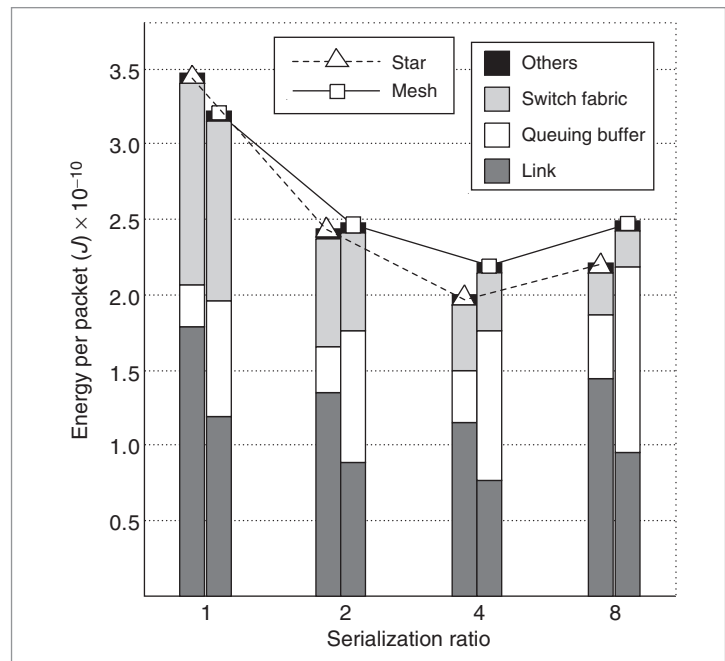 Star
Mesh
Others
Switch fabric
Queuing buffer
Link
Energy per packet (J) × 10⁻¹⁰
3.5
3.0
2.5
2.0
1.5
1.0
0.5
1 2 4 8
Serialization ratio